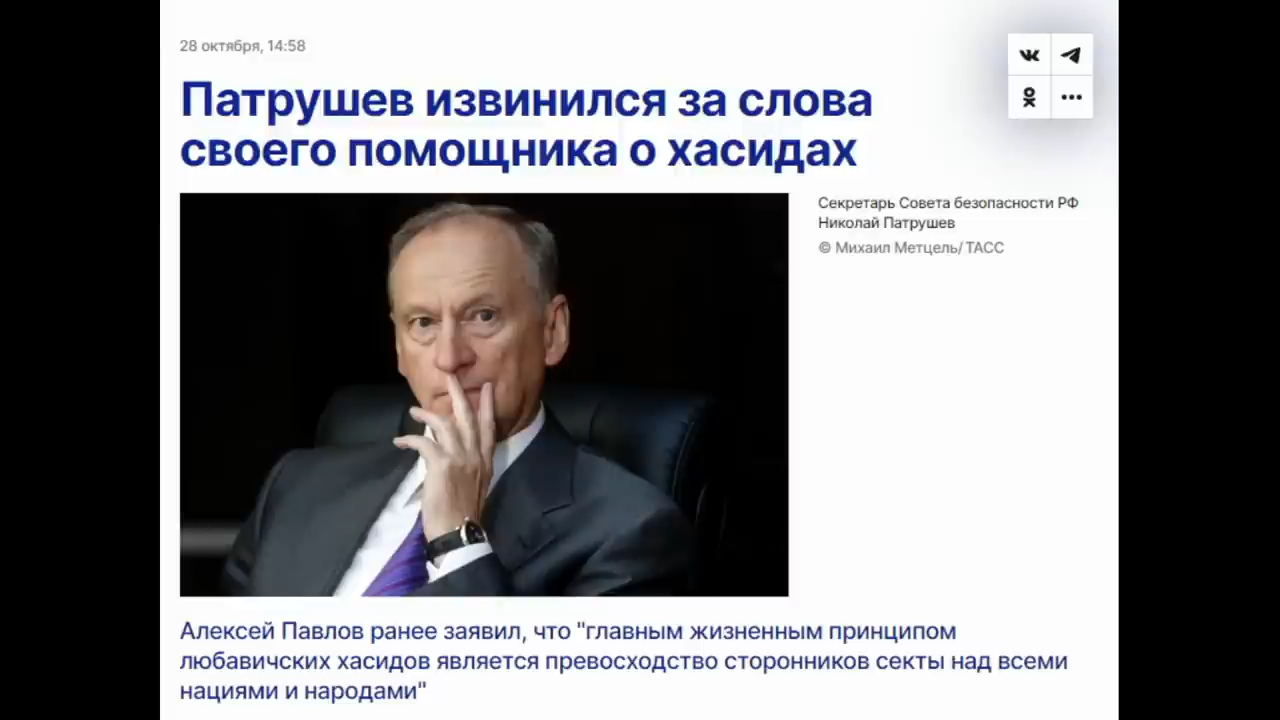 28 октября, 14:58
Патрушев извинился за слова
своего помощника о хасидах
Секретарь Совета безопасности РФ
Николай Патрушев
© Михаил Метцель/ ТАСС
Алексей Павлов ранее заявил, что "главным жизненным принципом
любавичских хасидов является превосходство сторонников секты над всеми
нациями и народами"